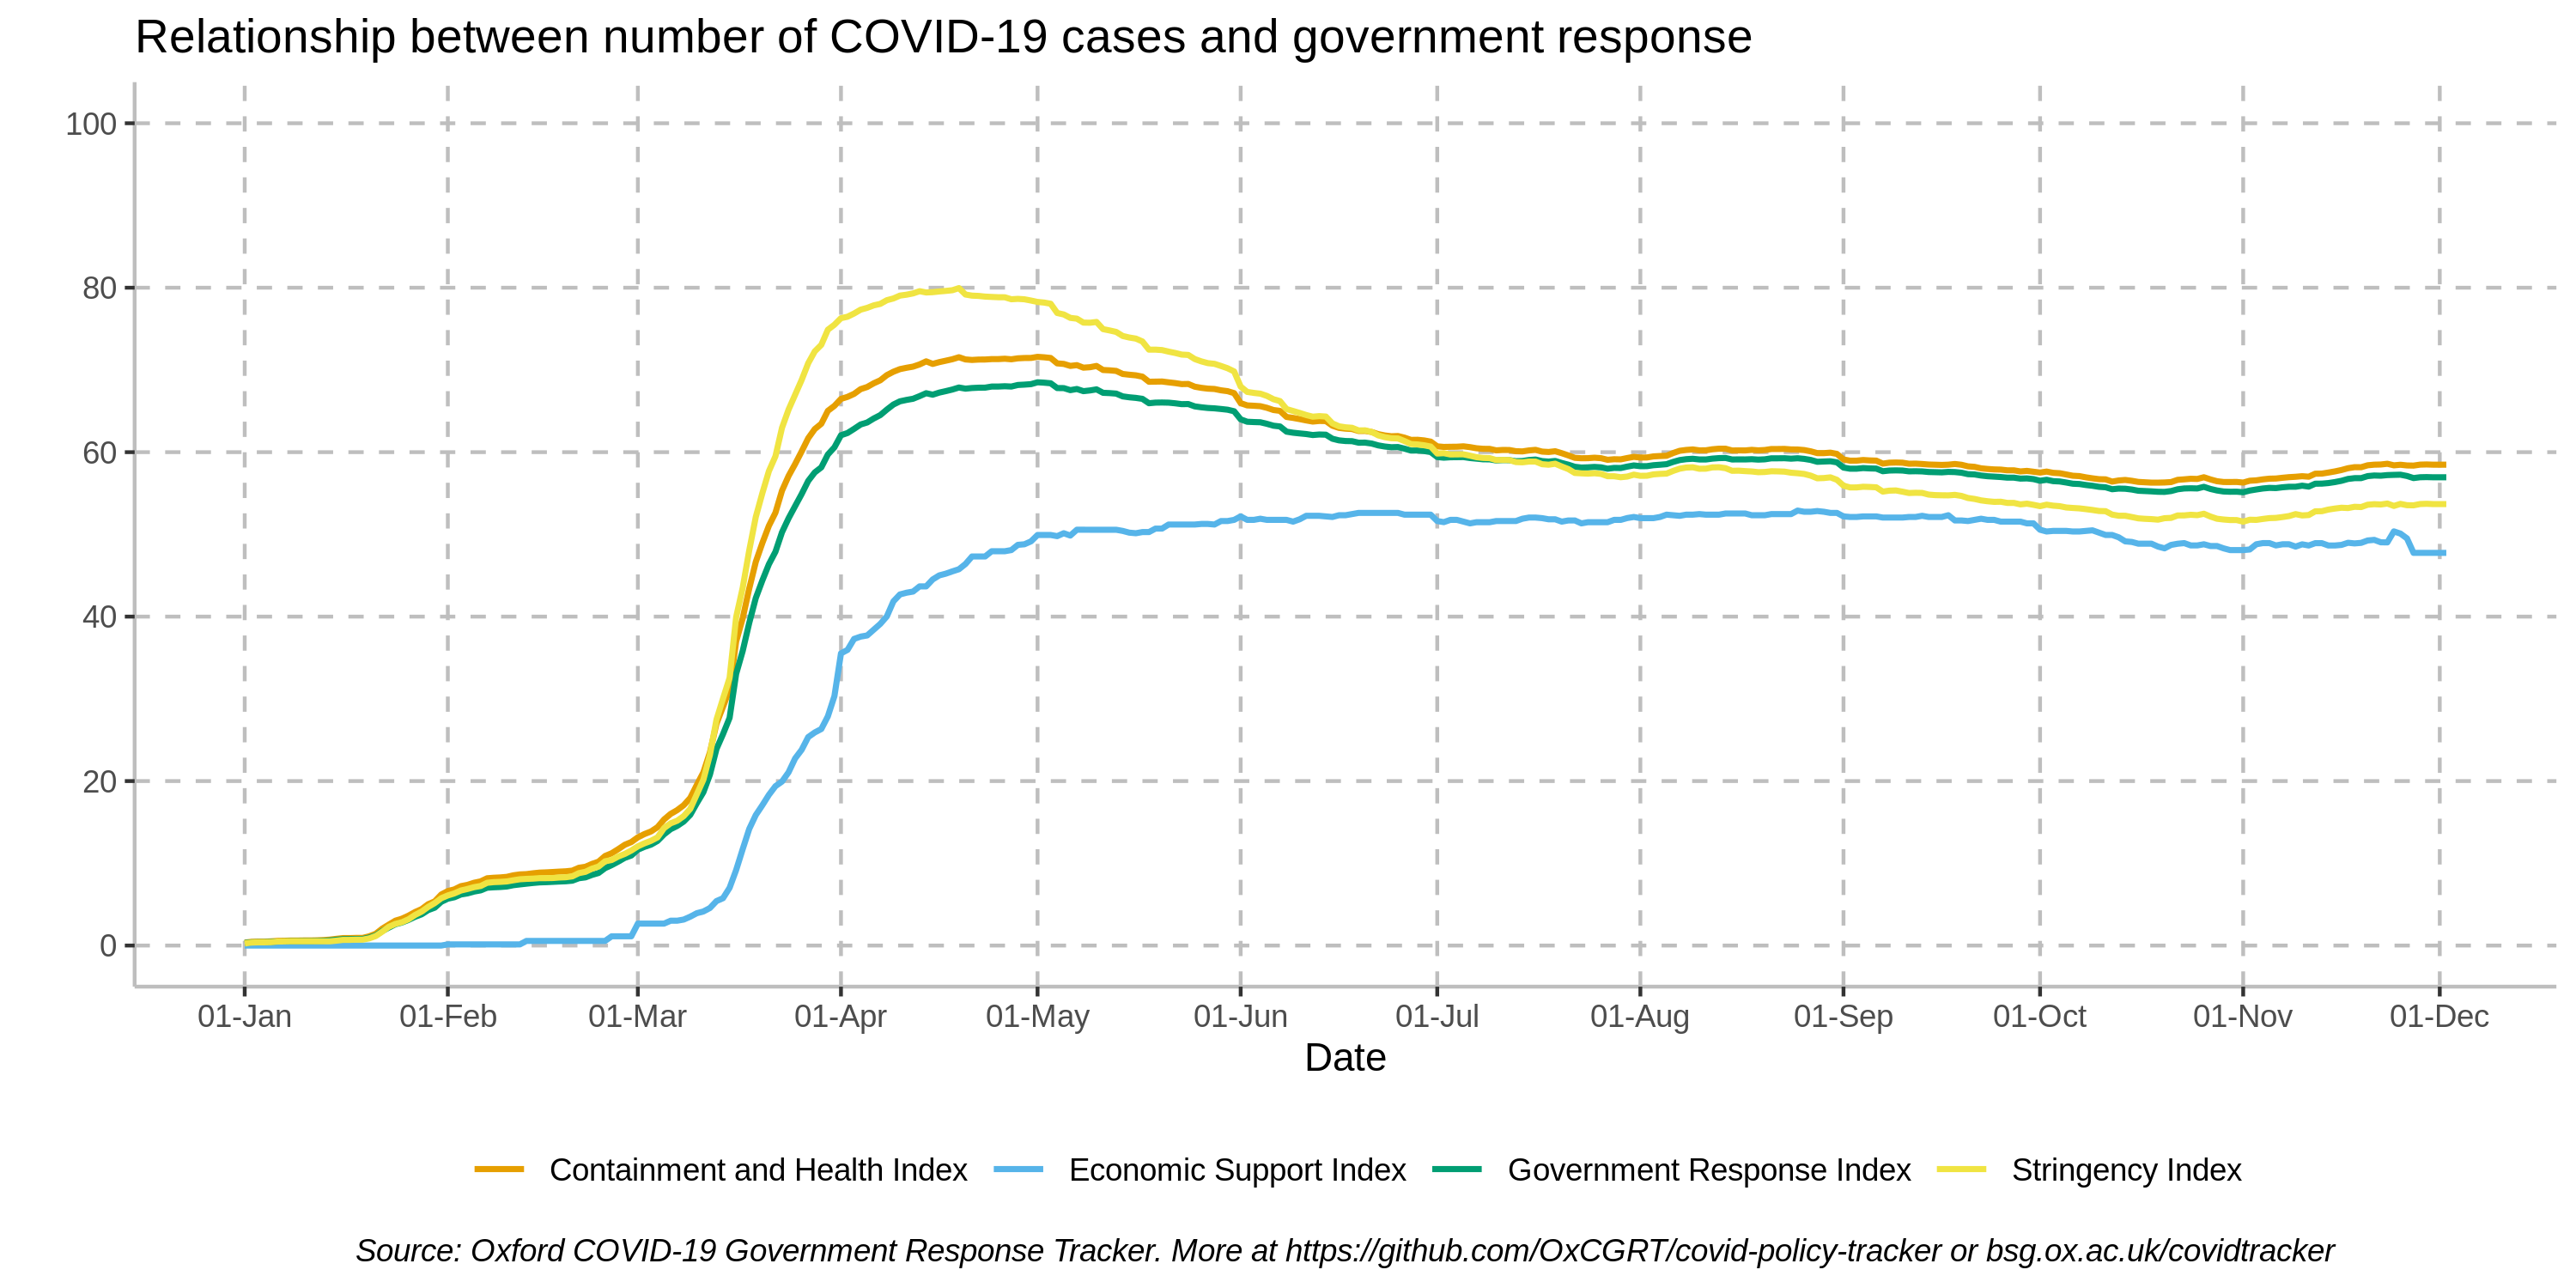 Relationship between number of COVID-19 cases and government response
100
80
60
40
20
0
01-Jan 01-Feb 01-Mar 01-Apr 01-May 01-Jun 01-Jul 01-Aug 01-Sep 01-Oct 01-Nov 01-Dec
Date
Containment and Health Index Economic Support Index Government Response Index Stringency Index
Source: Oxford COVID-19 Government Response Tracker. More at https://github.com/OxCGRT/covid-policy-tracker or bsg.ox.ac.uk/covidtracker